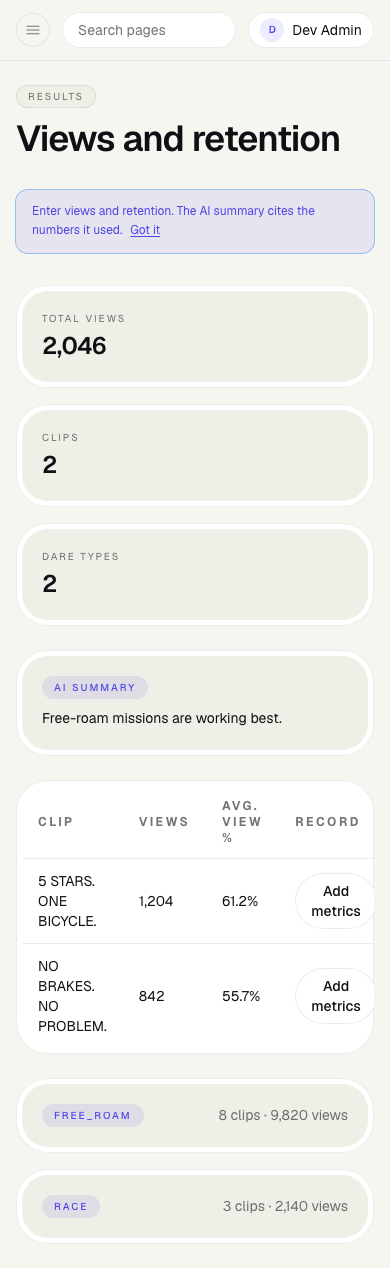 Search pages
D
Dev Admin
RESULTS
Views and retention
Enter views and retention. The AI summary cites the
numbers it used. Got it
TOTAL VIEWS
2,046
CLIPS
2
DARE TYPES
2
AI SUMMARY
Free-roam missions are working best.
CLIP VIEWS AVG. VIEW % RECORD
5 STARS.
ONE
BICYCLE.
1,204
61.2%
Add
metrics
NO
BRAKES.
NO
PROBLEM.
842
55.7%
Add
metrics
FREE_ROAM
8 clips · 9,820 views
RACE
3 clips · 2,140 views